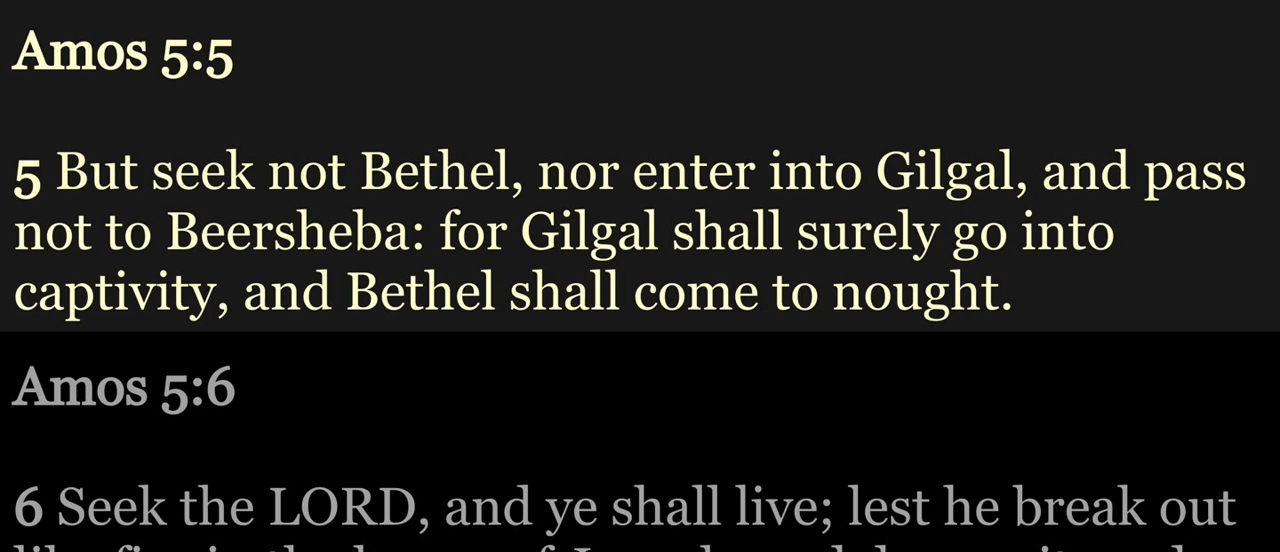 Amos 5:5
5 But seek not Bethel, nor enter into Gilgal, and pass
not to Beersheba: for Gilgal shall surely go into
captivity, and Bethel shall come to nought.
Amos 5:6
6 Seek the LORD, and ye shall live; lest he break out